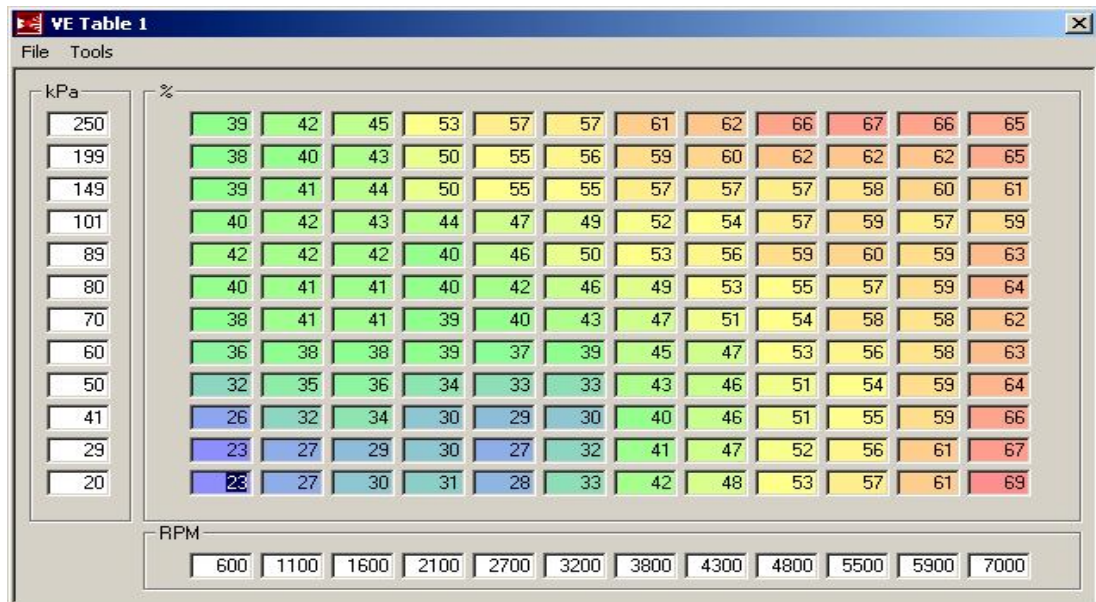 VE Table 1
File Tools
kPa %
250 39 42 45 53 57 57 61 62 66 67 66 65
199 38 40 43 50 55 56 59 60 62 62 62 65
149 39 41 44 50 55 55 57 57 57 58 60 61
101 40 42 43 44 47 49 52 54 57 59 57 59
89 42 42 42 40 46 50 53 56 59 60 59 63
80 40 41 41 40 42 46 49 53 55 57 59 64
70 38 41 41 39 40 43 47 51 54 58 58 62
60 36 38 38 39 37 39 45 47 53 56 58 63
50 32 35 36 34 33 33 43 46 51 54 59 64
41 26 32 34 30 29 30 40 46 51 55 59 66
29 23 27 29 30 27 32 41 47 52 56 61 67
20 23 27 30 31 28 33 42 48 53 57 61 69
RPM
600 1100 1600 2100 2700 3200 3800 4300 4800 5500 5900 7000